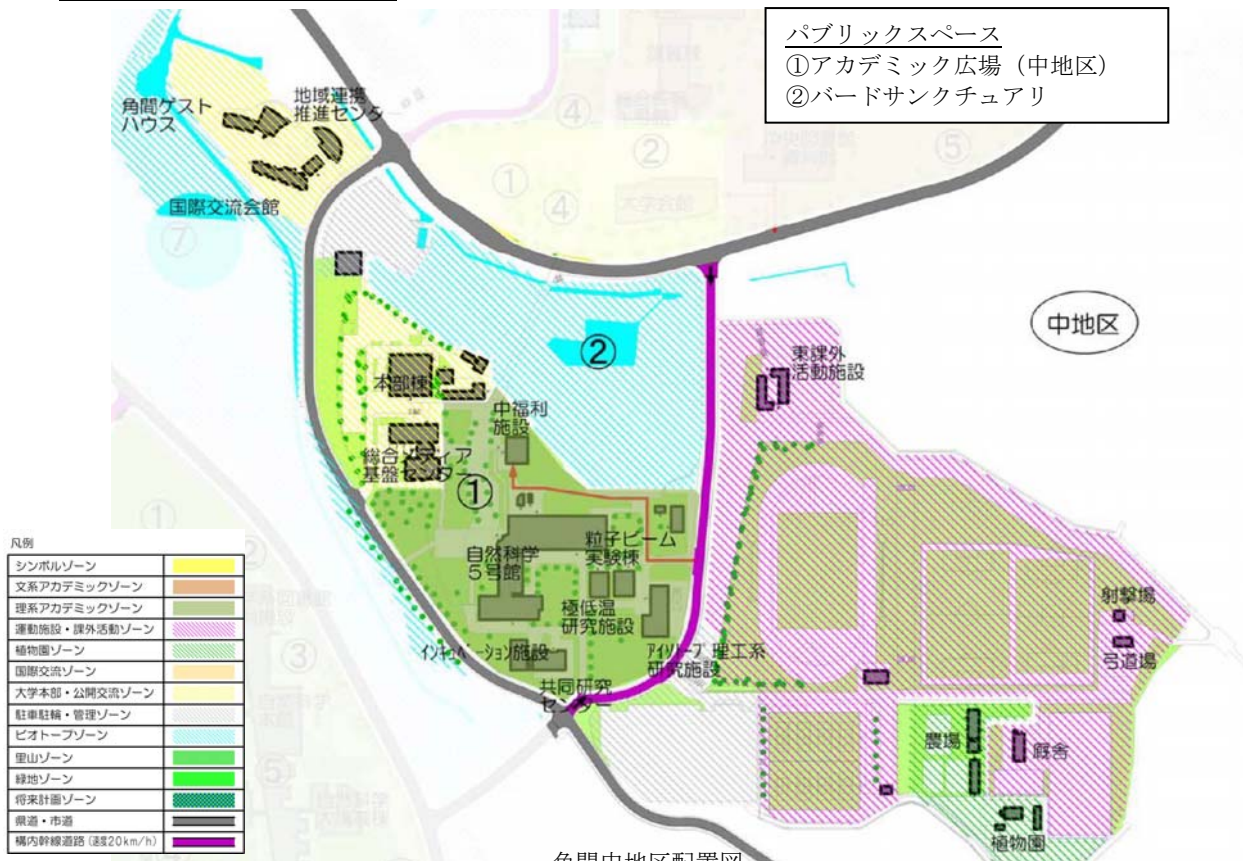 パブリックスペース
①アカデミック広場（中地区）
②バードサンクチュアリ
角間ゲスト
ハウス
地域連携
推進センター
国際交流会館
⑦
④
②
①
④
⑤
大学会館
中地区
②
本部棟
東課外
活動施設
中福利
施設
総合メディア
基盤センター
①
自然科学
5号館
粒子ビーム
実験棟
極低温
研究施設
インキュベーション施設
アイソトープ理工系
研究施設
共同研究
センター
射撃場
弓道場
農場
厩舎
植物園
①
②
③
⑤
凡例
シンボルゾーン
文系アカデミックゾーン
理系アカデミックゾーン
運動施設・課外活動ゾーン
植物園ゾーン
国際交流ゾーン
大学本部・公開交流ゾーン
駐車駐輪・管理ゾーン
ビオトープゾーン
里山ゾーン
緑地ゾーン
将来計画ゾーン
県道・市道
構内幹線道路（速度20km/h）
角間中地区配置図